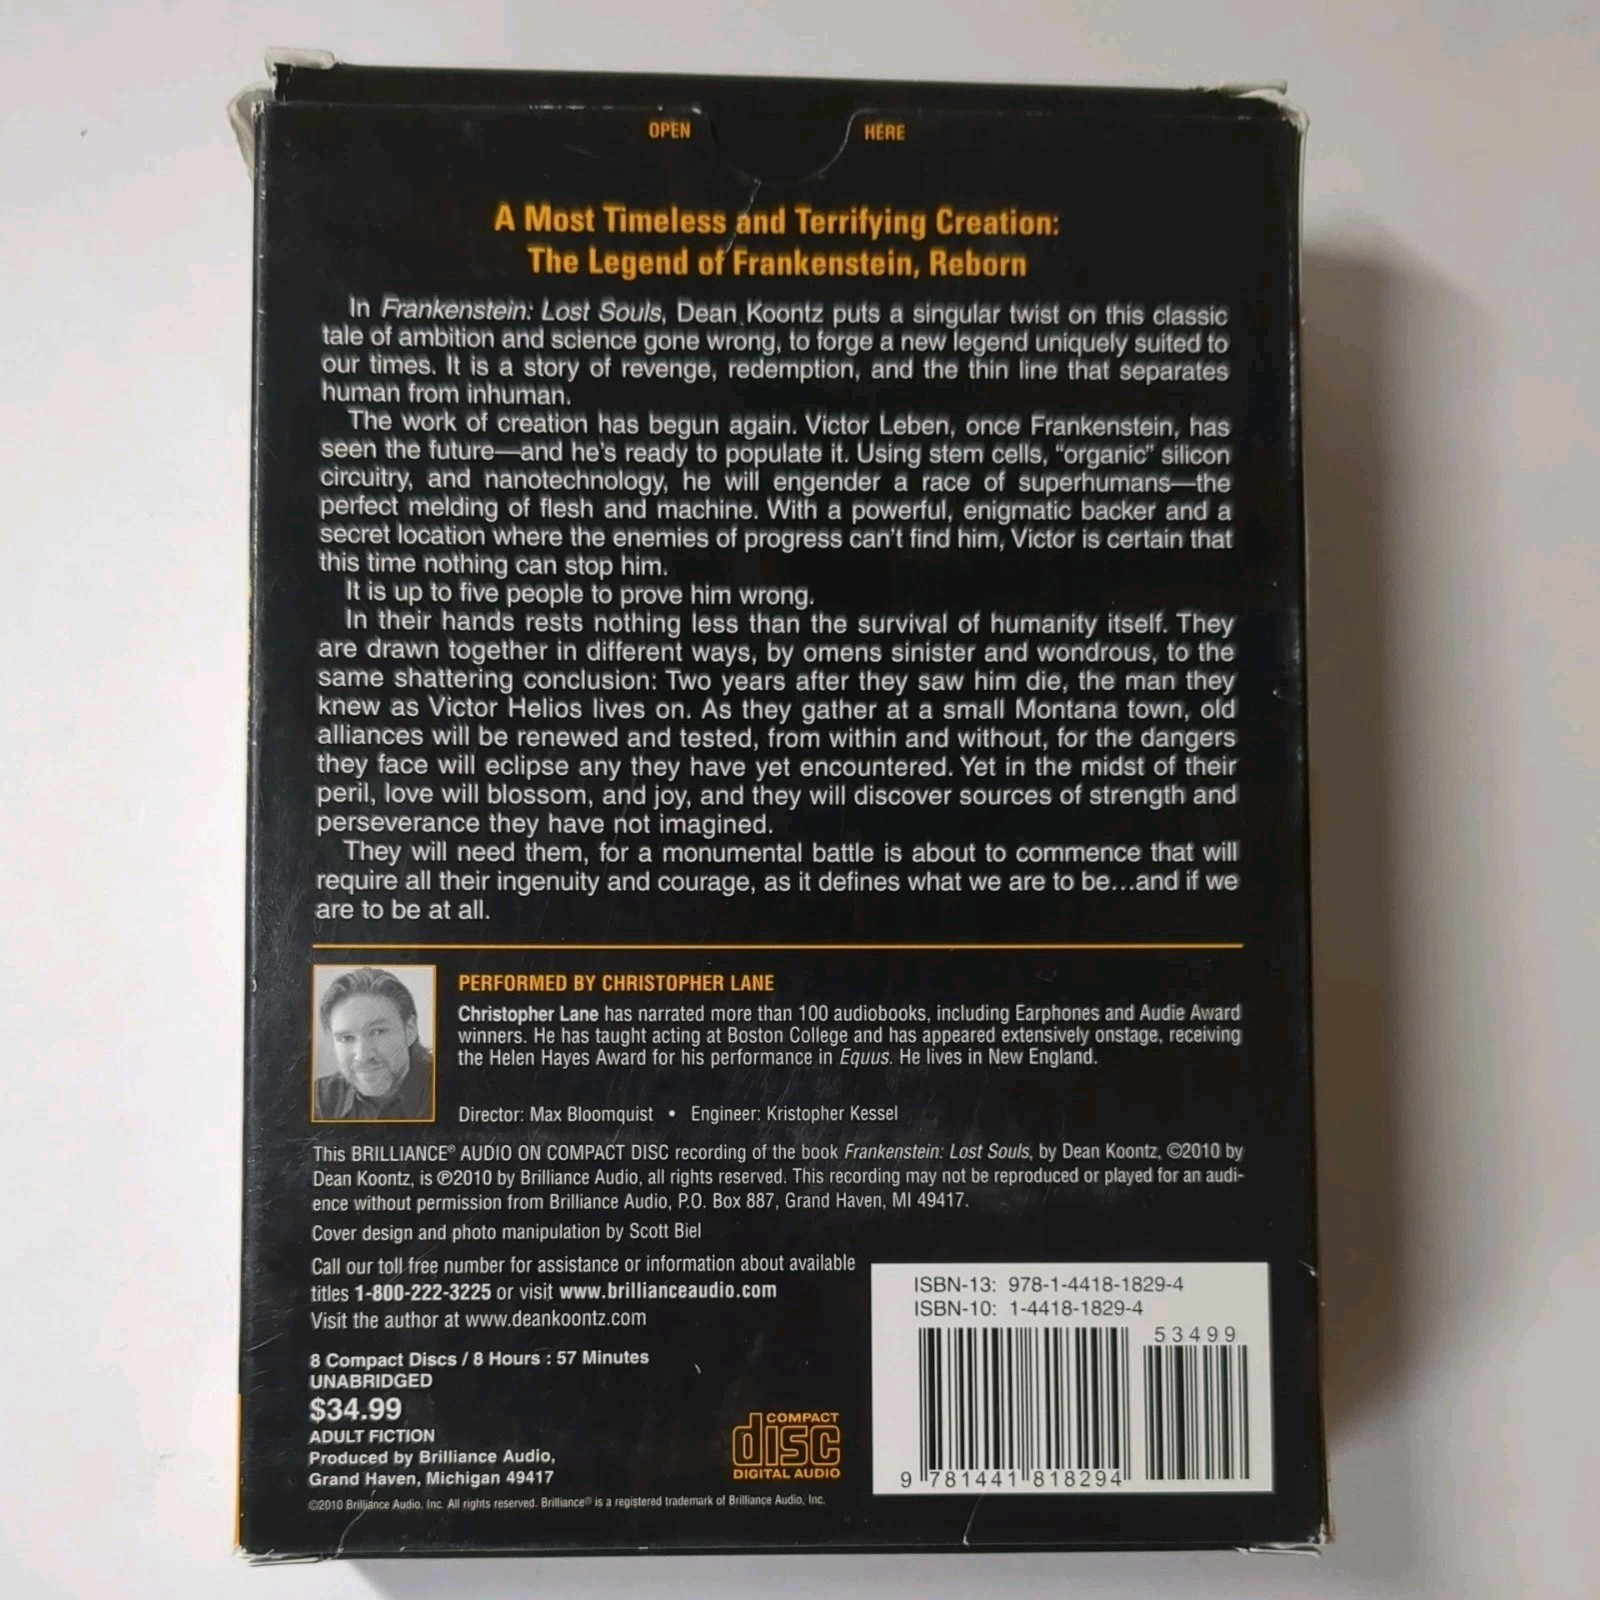 OPEN HERE
A Most Timeless and Terrifying Creation:
The Legend of Frankenstein, Reborn
In Frankenstein: Lost Souls, Dean Koontz puts a singular twist on this classic
tale of ambition and science gone wrong, to forge a new legend uniquely suited to
our times. It is a story of revenge, redemption, and the thin line that separates
human from inhuman.
The work of creation has begun again. Victor Leben, once Frankenstein, has
seen the future—and he's ready to populate it. Using stem cells, “organic” silicon
circuitry, and nanotechnology, he will engender a race of superhumans—the
perfect melding of flesh and machine. With a powerful, enigmatic backer and a
secret location where the enemies of progress can't find him, Victor is certain that
this time nothing can stop him.
It is up to five people to prove him wrong.
In their hands rests nothing less than the survival of humanity itself. They
are drawn together in different ways, by omens sinister and wondrous, to the
same shattering conclusion: Two years after they saw him die, the man they
knew as Victor Helios lives on. As they gather at a small Montana town, old
alliances will be renewed and tested, from within and without, for the dangers
they face will eclipse any they have yet encountered. Yet in the midst of their
peril, love will blossom, and joy, and they will discover sources of strength and
perseverance they have not imagined.
They will need them, for a monumental battle is about to commence that will
require all their ingenuity and courage, as it defines what we are to be...and if we
are to be at all.
PERFORMED BY CHRISTOPHER LANE
Christopher Lane has narrated more than 100 audiobooks, including Earphones and Audie Award
winners. He has taught acting at Boston College and has appeared extensively onstage, receiving
the Helen Hayes Award for his performance in Equus. He lives in New England.
Director: Max Bloomquist • Engineer: Kristopher Kessel
This BRILLIANCE® AUDIO ON COMPACT DISC recording of the book Frankenstein: Lost Souls, by Dean Koontz, ©2010 by
Dean Koontz, is ℗2010 by Brilliance Audio, all rights reserved. This recording may not be reproduced or played for an audi-
ence without permission from Brilliance Audio, P.O. Box 887, Grand Haven, MI 49417.
Cover design and photo manipulation by Scott Biel
Call our toll free number for assistance or information about available
titles 1-800-222-3225 or visit www.brillianceaudio.com
Visit the author at www.deankoontz.com
8 Compact Discs / 8 Hours : 57 Minutes
UNABRIDGED
$34.99
ADULT FICTION
Produced by Brilliance Audio,
Grand Haven, Michigan 49417
©2010 Brilliance Audio, Inc. All rights reserved. Brilliance® is a registered trademark of Brilliance Audio, Inc.
COMPACT
disc
DIGITAL AUDIO
ISBN-13: 978-1-4418-1829-4
ISBN-10: 1-4418-1829-4
53499
9 781441 818294